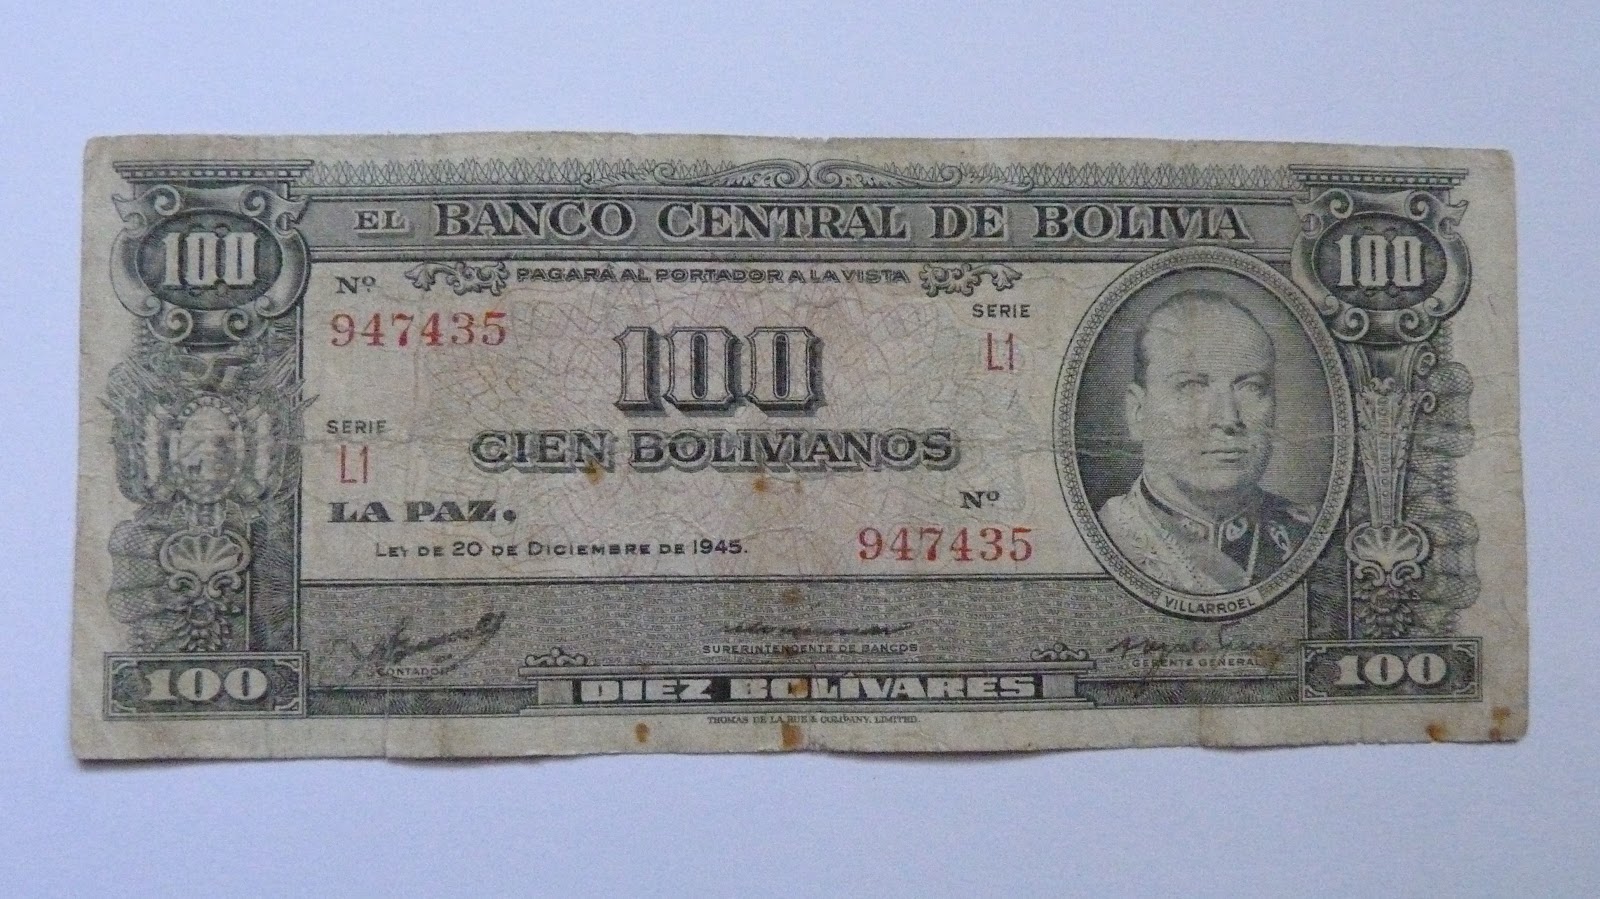 100
EL BANCO CENTRAL DE BOLIVIA
100
Nº
PAGARÁ AL PORTADOR A LA VISTA
947435
SERIE
L1
100
SERIE
L1
CIEN BOLIVIANOS
LA PAZ,
Nº
LEY DE 20 DE DICIEMBRE DE 1945.
947435
VILLARROEL
CONTADOR
SUPERINTENDENTE DE BANCOS
GERENTE GENERAL
100
DIEZ BOLÍVARES
100
THOMAS DE LA RUE & COMPANY, LIMITED.